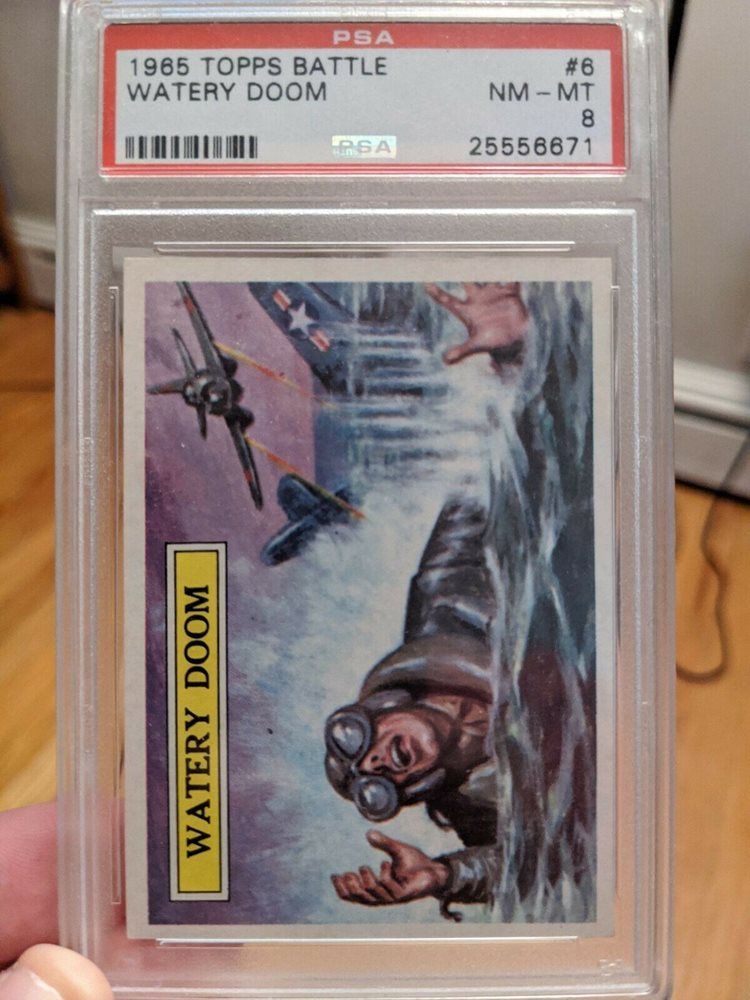 PSA
1965 TOPPS BATTLE #6
WATERY DOOM NM - MT
8
PSA 25556671
WATERY DOOM